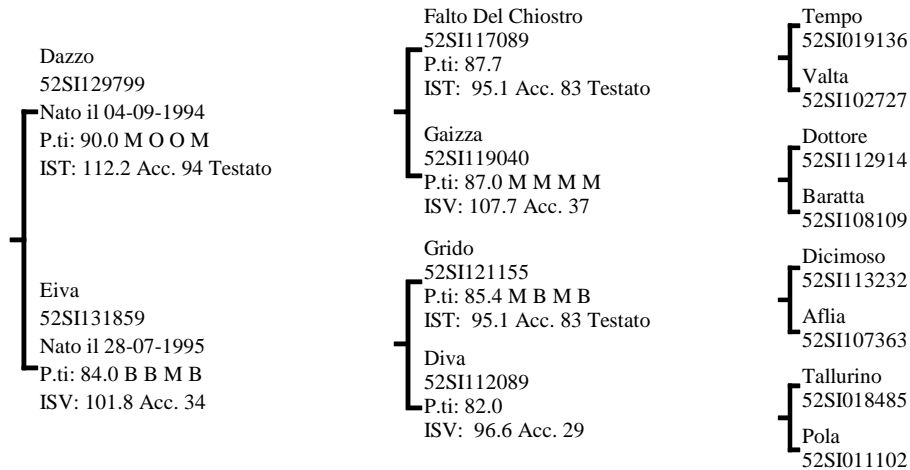 Dazzo
52SI129799
Nato il 04-09-1994
P.ti: 90.0 M O O M
IST: 112.2 Acc. 94 Testato
Eiva
52SI131859
Nato il 28-07-1995
P.ti: 84.0 B B M B
ISV: 101.8 Acc. 34
Falto Del Chiostro
52SI117089
P.ti: 87.7
IST: 95.1 Acc. 83 Testato
Gaizza
52SI119040
P.ti: 87.0 M M M M
ISV: 107.7 Acc. 37
Grido
52SI121155
P.ti: 85.4 M B M B
IST: 95.1 Acc. 83 Testato
Diva
52SI112089
P.ti: 82.0
ISV: 96.6 Acc. 29
Tempo
52SI019136
Valta
52SI102727
Dottore
52SI112914
Baratta
52SI108109
Dicimoso
52SI113232
Aflia
52SI107363
Tallurino
52SI018485
Pola
52SI011102